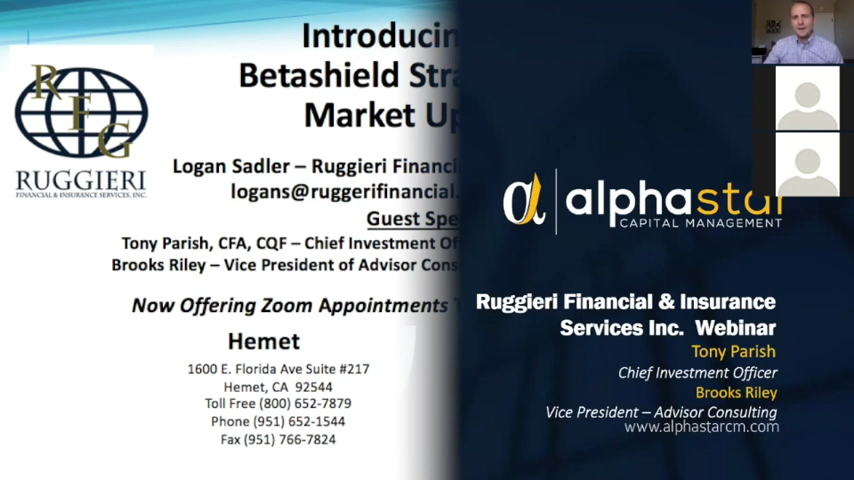 Introducin
Betashield Stra
Market Up
RFG
RUGGIERI
FINANCIAL & INSURANCE SERVICES, INC.
Logan Sadler – Ruggieri Financi
logans@ruggerifinancial.
Guest Spe
Tony Parish, CFA, CQF – Chief Investment Of
Brooks Riley – Vice President of Advisor Cons
Now Offering Zoom Appointments T
Hemet
1600 E. Florida Ave Suite #217
Hemet, CA 92544
Toll Free (800) 652-7879
Phone (951) 652-1544
Fax (951) 766-7824
alphastar
CAPITAL MANAGEMENT
Ruggieri Financial & Insurance
Services Inc. Webinar
Tony Parish
Chief Investment Officer
Brooks Riley
Vice President – Advisor Consulting
www.alphastarcm.com